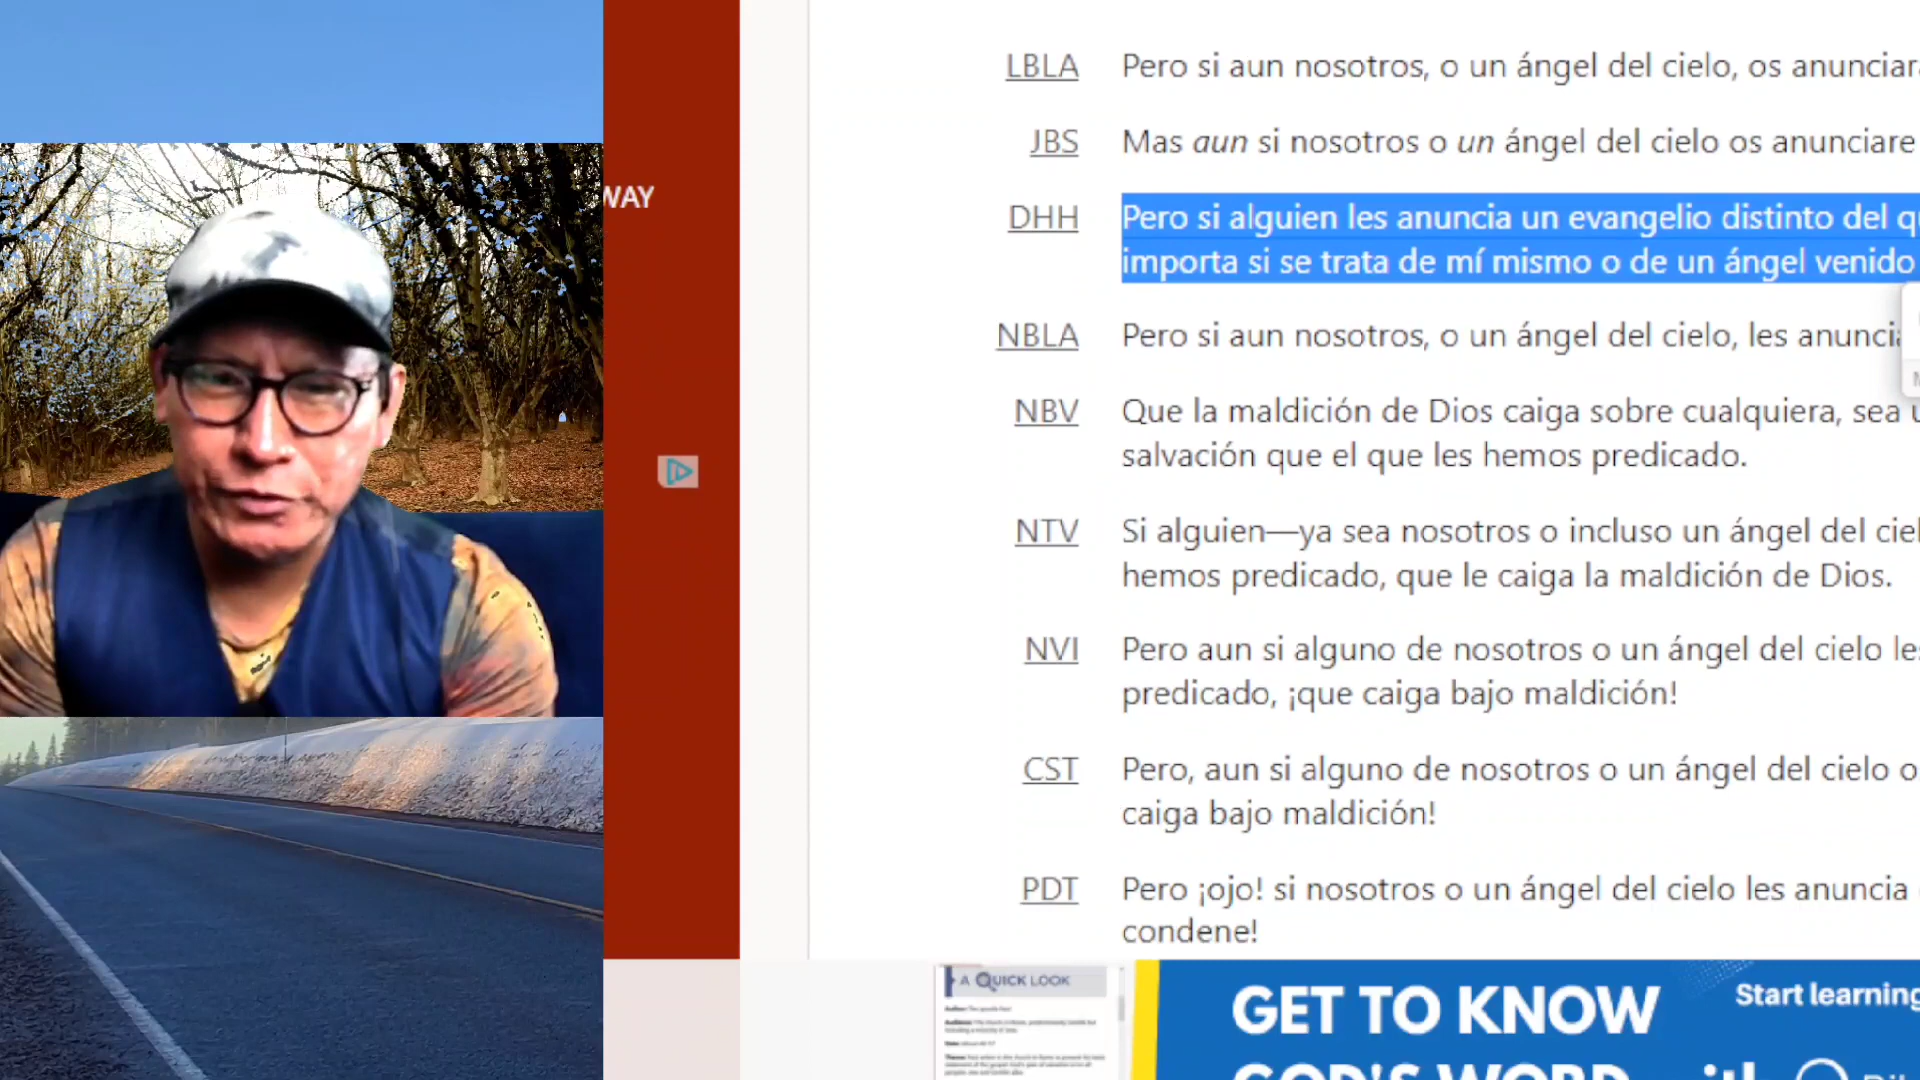 WAY
LBLA Pero si aun nosotros, o un ángel del cielo, os anunciar
JBS Mas aun si nosotros o un ángel del cielo os anunciare
DHH Pero si alguien les anuncia un evangelio distinto del
importa si se trata de mí mismo o de un ángel venido
NBLA Pero si aun nosotros, o un ángel del cielo, les anunci
NBV Que la maldición de Dios caiga sobre cualquiera, sea
salvación que el que les hemos predicado.
NTV Si alguien—ya sea nosotros o incluso un ángel del ciel
hemos predicado, que le caiga la maldición de Dios.
NVI Pero aun si alguno de nosotros o un ángel del cielo les
predicado, ¡que caiga bajo maldición!
CST Pero, aun si alguno de nosotros o un ángel del cielo o
caiga bajo maldición!
PDT Pero ¡ojo! si nosotros o un ángel del cielo les anuncia
condene!
A QUICK LOOK
GET TO KNOW
Start learning
GOD'S WORD